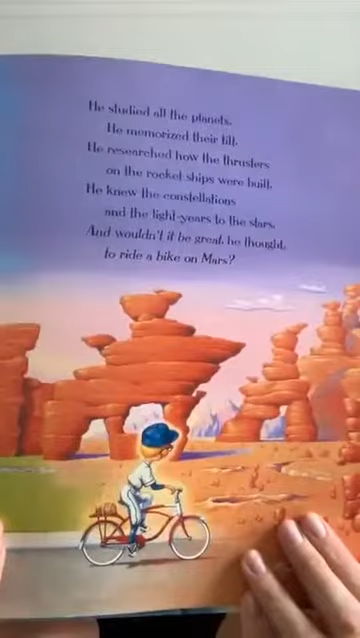 He studied all the planets.
He memorized their tilt.
He researched how the thrusters
on the rocket ships were built.
He knew the constellations
and the light-years to the stars.
And wouldn't it be great, he thought,
to ride a bike on Mars?